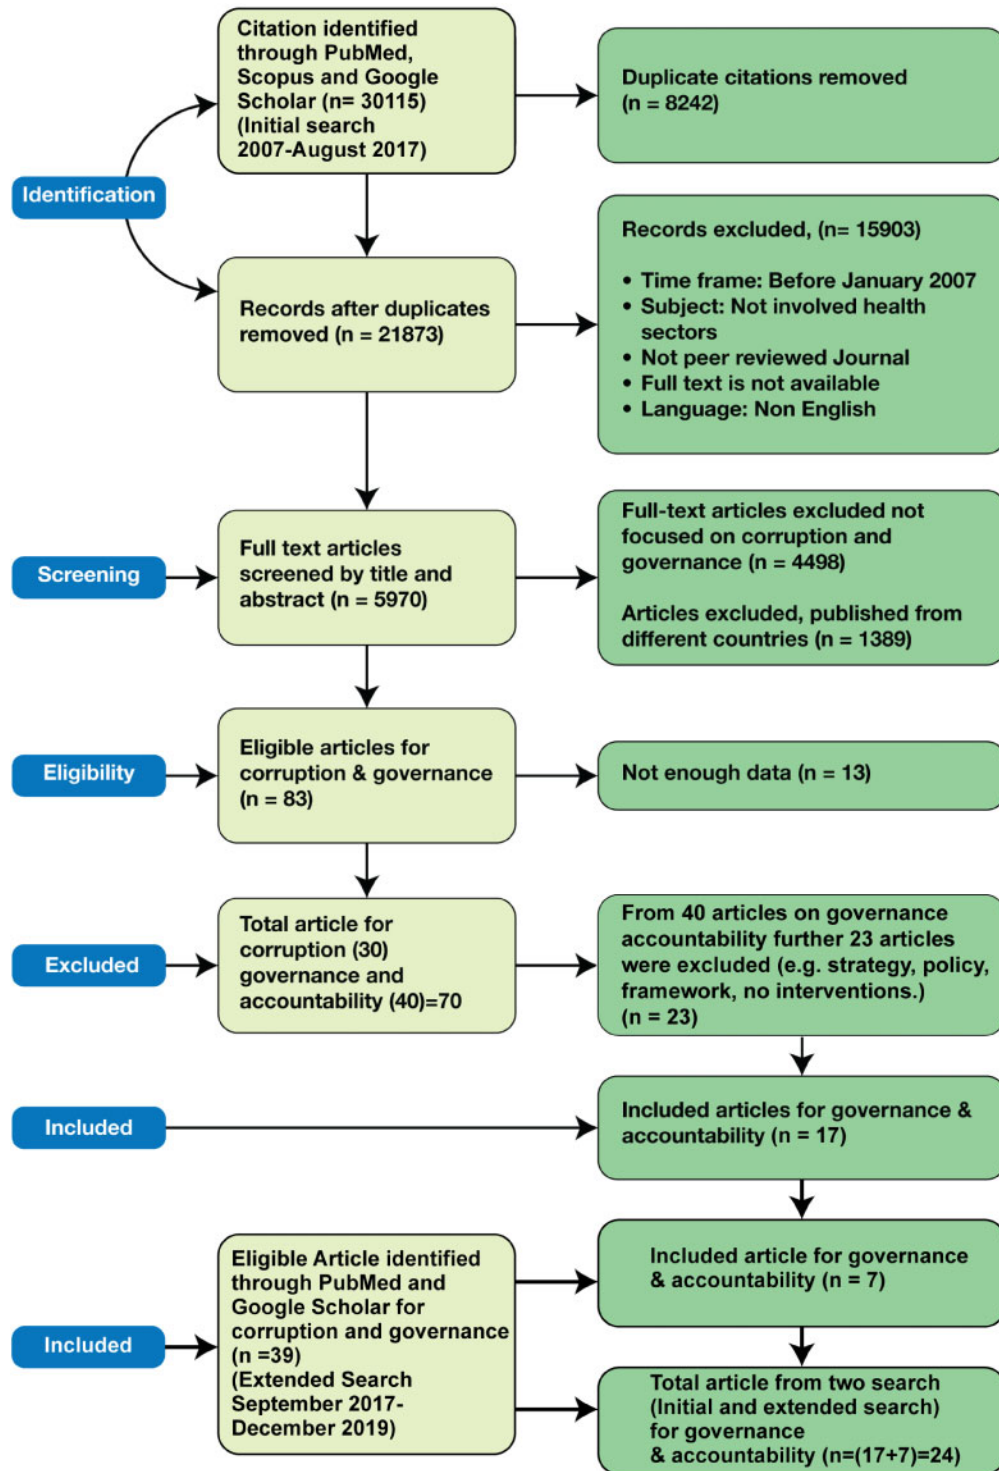 Citation identified
through PubMed,
Scopus and Google
Scholar (n= 30115)
(Initial search
2007-August 2017)
Duplicate citations removed
(n = 8242)
Identification
Records after duplicates
removed (n = 21873)
Records excluded, (n= 15903)
• Time frame: Before January 2007
• Subject: Not involved health
sectors
• Not peer reviewed Journal
• Full text is not available
• Language: Non English
Screening
Full text articles
screened by title and
abstract (n = 5970)
Full-text articles excluded not
focused on corruption and
governance (n = 4498)
Articles excluded, published from
different countries (n = 1389)
Eligibility
Eligible articles for
corruption & governance
(n = 83)
Not enough data (n = 13)
Excluded
Total article for
corruption (30)
governance and
accountability (40)=70
From 40 articles on governance
accountability further 23 articles
were excluded (e.g. strategy, policy,
framework, no interventions.)
(n = 23)
Included
Included articles for governance &
accountability (n = 17)
Included
Eligible Article identified
through PubMed and
Google Scholar for
corruption and governance
(n =39)
(Extended Search
September 2017-
December 2019)
Included article for governance
& accountability (n = 7)
Total article from two search
(Initial and extended search)
for governance
& accountability (n=(17+7)=24)